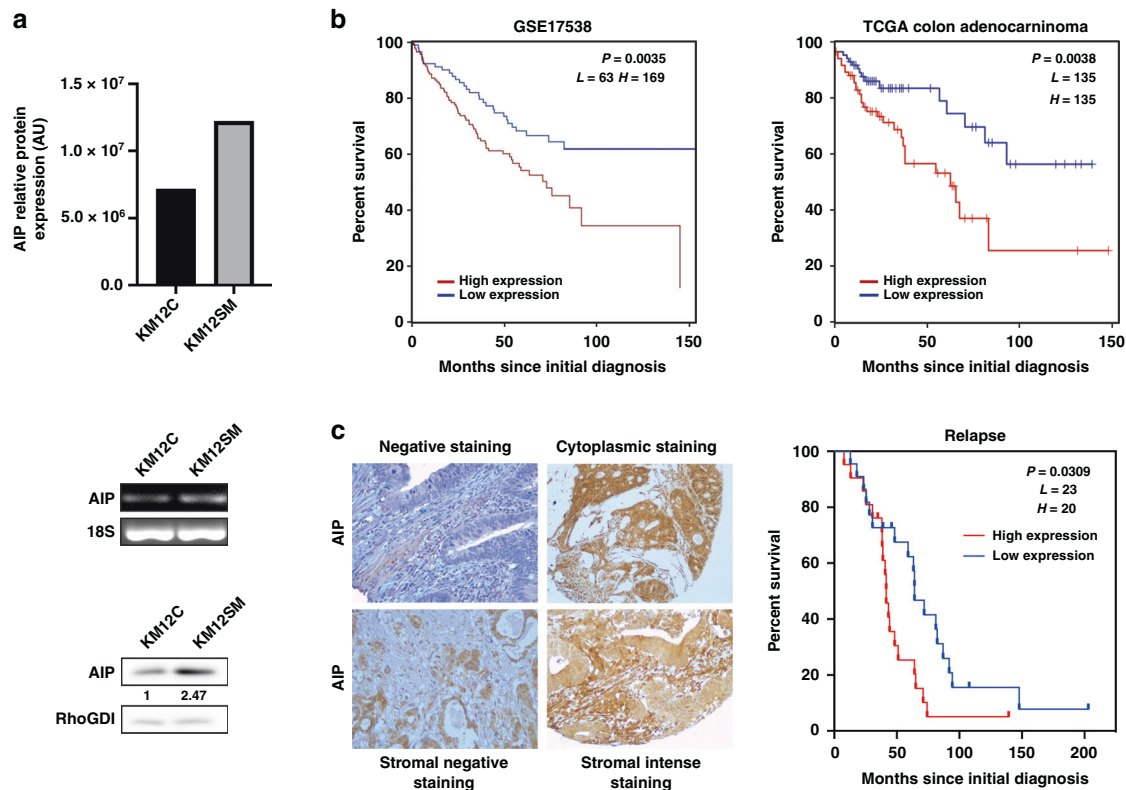 a
AIP relative protein
expression (AU)
1.5 × 10⁷
1.0 × 10⁷
5.0 × 10⁶
0.0
KM12C
KM12SM
KM12C
KM12SM
AIP
18S
KM12C
KM12SM
AIP
1
2.47
RhoGDI
b
GSE17538
P = 0.0035
L = 63 H = 169
Percent survival
100
80
60
40
20
0
High expression
Low expression
0
50
100
150
Months since initial diagnosis
TCGA colon adenocarninoma
P = 0.0038
L = 135
H = 135
Percent survival
100
80
60
40
20
0
High expression
Low expression
0
50
100
150
Months since initial diagnosis
c
Negative staining
Cytoplasmic staining
AIP
AIP
Stromal negative
staining
Stromal intense
staining
Relapse
P = 0.0309
L = 23
H = 20
High expression
Low expression
Percent survival
100
80
60
40
20
0
0
50
100
150
200
Months since initial diagnosis